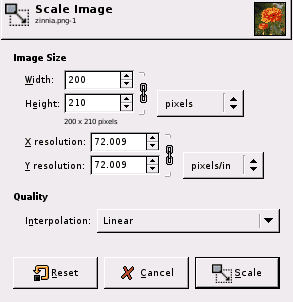 Scale Image
zinnia.png-1
Image Size
Width: 200
Height: 210 pixels
200 x 210 pixels
X resolution: 72.009
Y resolution: 72.009 pixels/in
Quality
Interpolation: Linear
Reset Cancel Scale